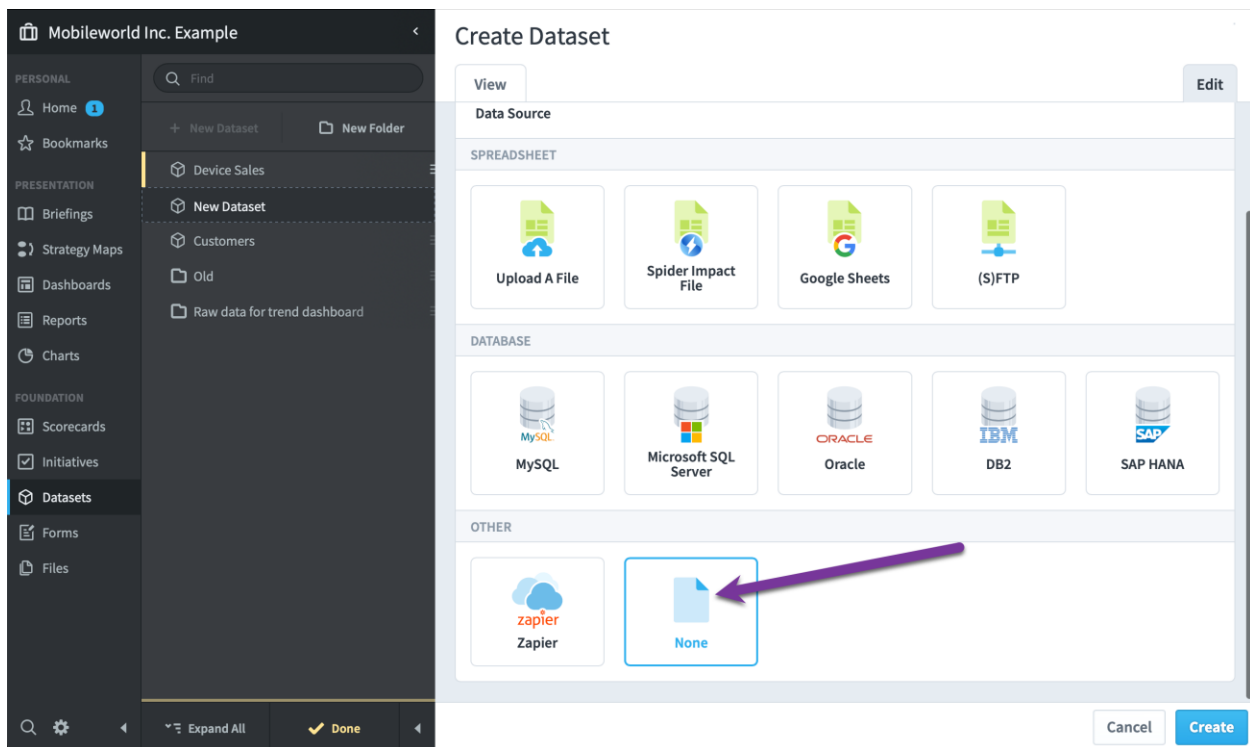 Mobileworld Inc. Example
PERSONAL
Home 1
Bookmarks
PRESENTATION
Briefings
Strategy Maps
Dashboards
Reports
Charts
FOUNDATION
Scorecards
Initiatives
Datasets
Forms
Files
Find
+ New Dataset
New Folder
Device Sales
New Dataset
Customers
Old
Raw data for trend dashboard
Expand All
Done
Create Dataset
View
Edit
Data Source
SPREADSHEET
Upload A File
Spider Impact
File
Google Sheets
(S)FTP
DATABASE
MySQL
MySQL
Microsoft SQL
Server
ORACLE
Oracle
IBM
DB2
SAP
SAP HANA
OTHER
zapier
Zapier
None
Cancel
Create